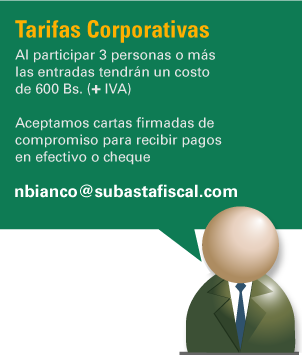 Tarifas Corporativas
Al participar 3 personas o más
las entradas tendrán un costo
de 600 Bs. (+ IVA)
Aceptamos cartas firmadas de
compromiso para recibir pagos
en efectivo o cheque
nbianco@subastafiscal.com